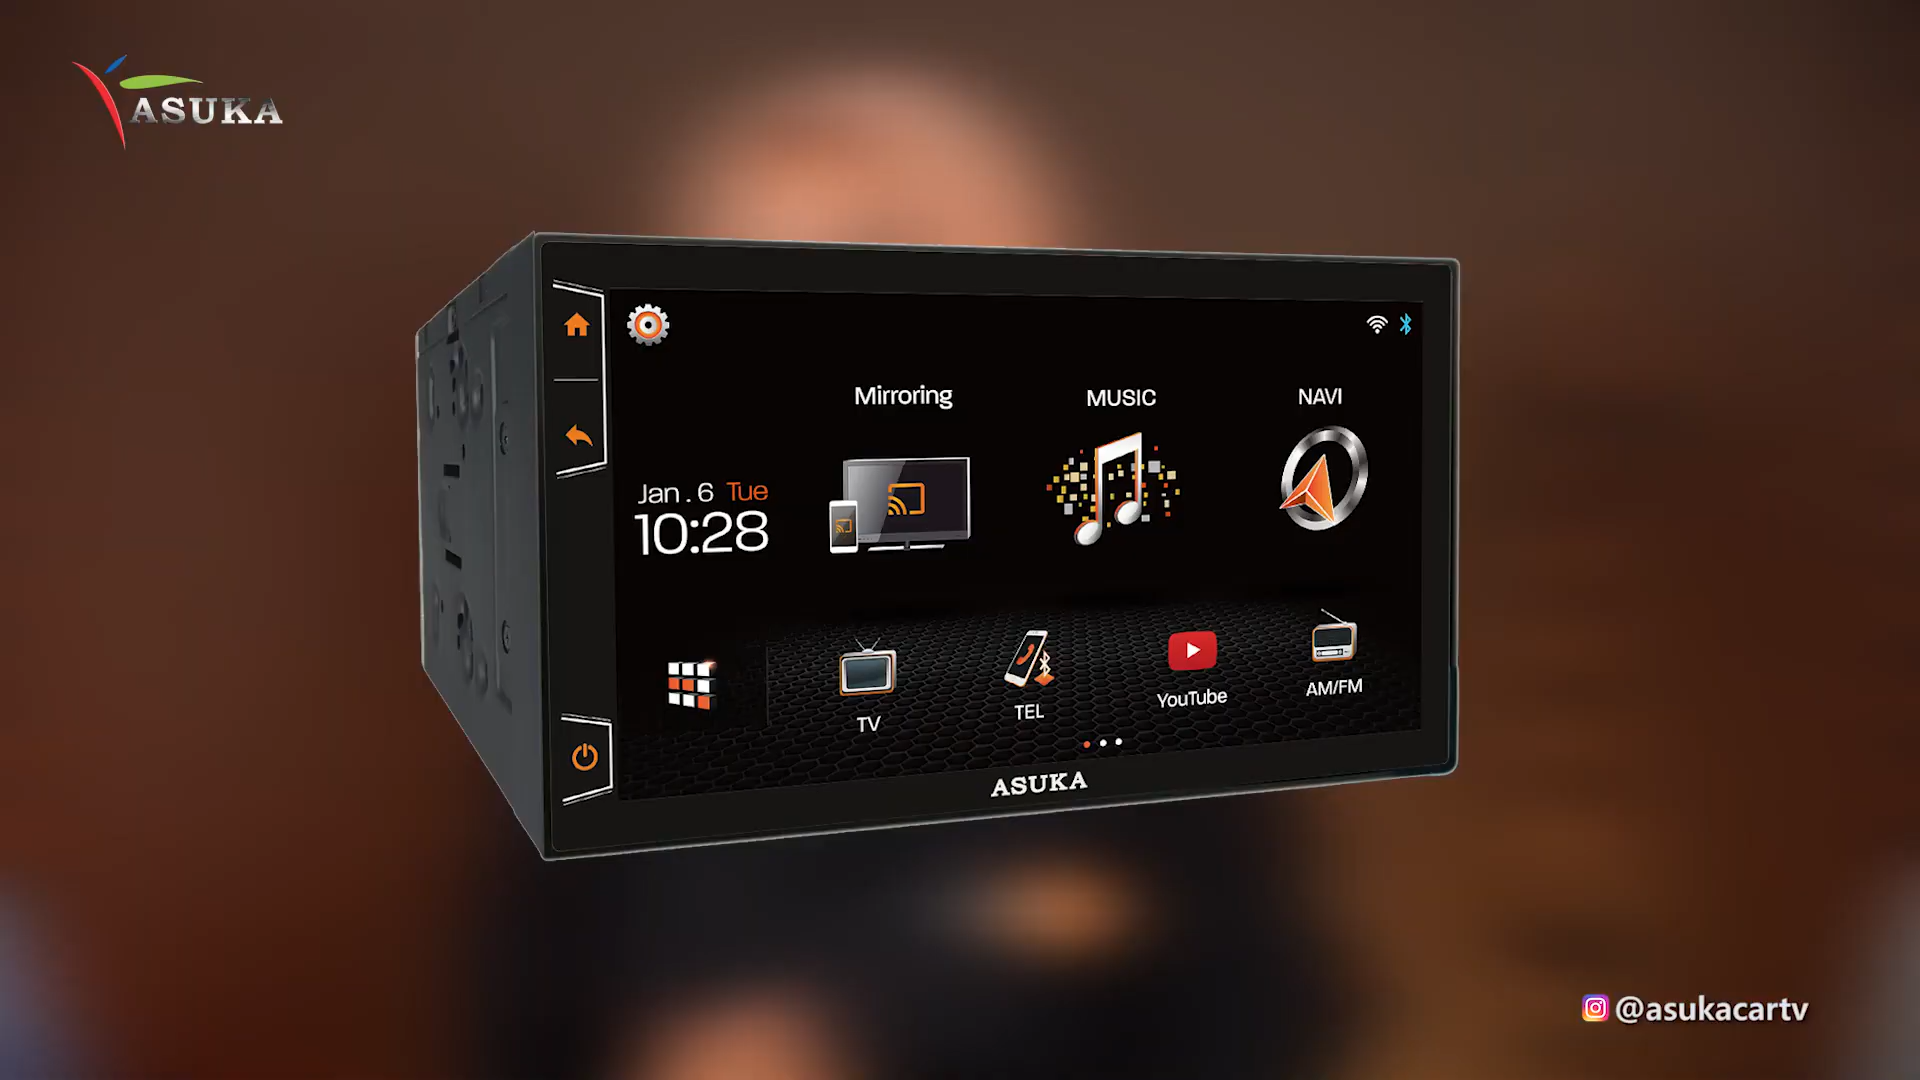 ASUKA
Mirroring
MUSIC
NAVI
Jan . 6 Tue
10:28
TV
TEL
YouTube
AM/FM
ASUKA
@asukacartv